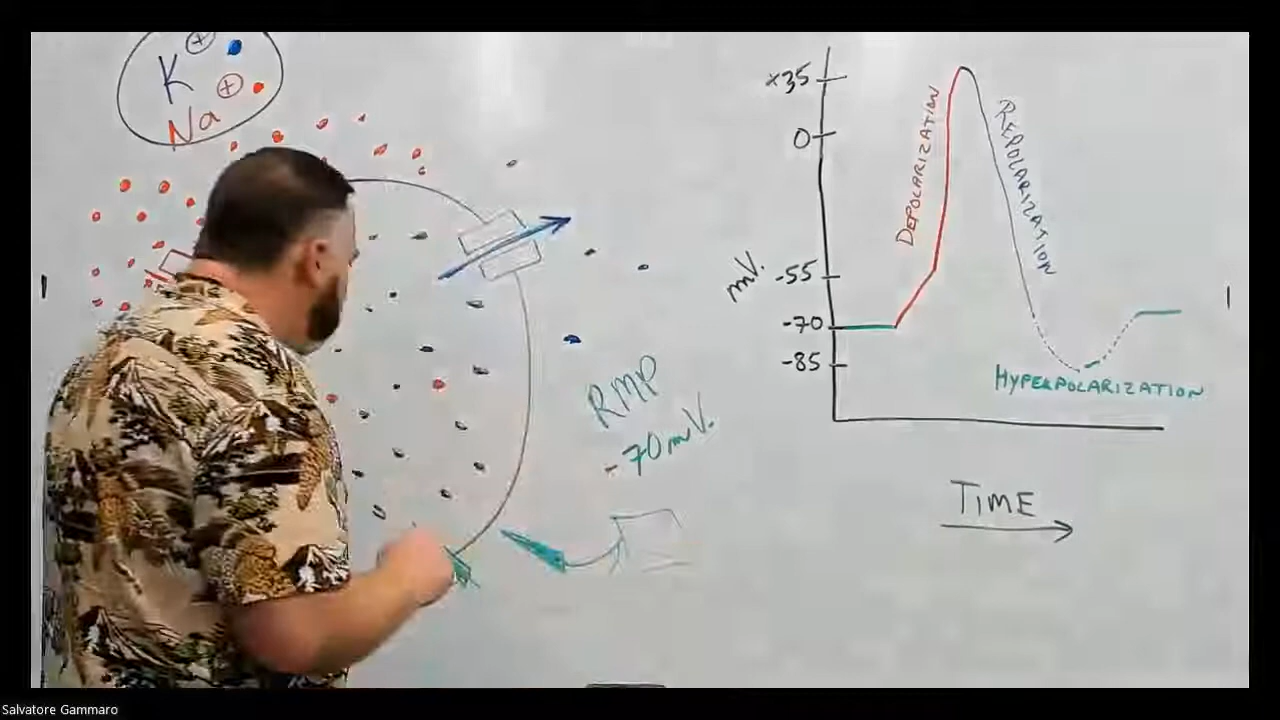 K +
Na +
RMP
-70mV.
+35
0
mV. -55
-70
-85
DEPOLARIZATION
REPOLARIZATION
HYPERPOLARIZATION
TIME
Salvatore Gammaro